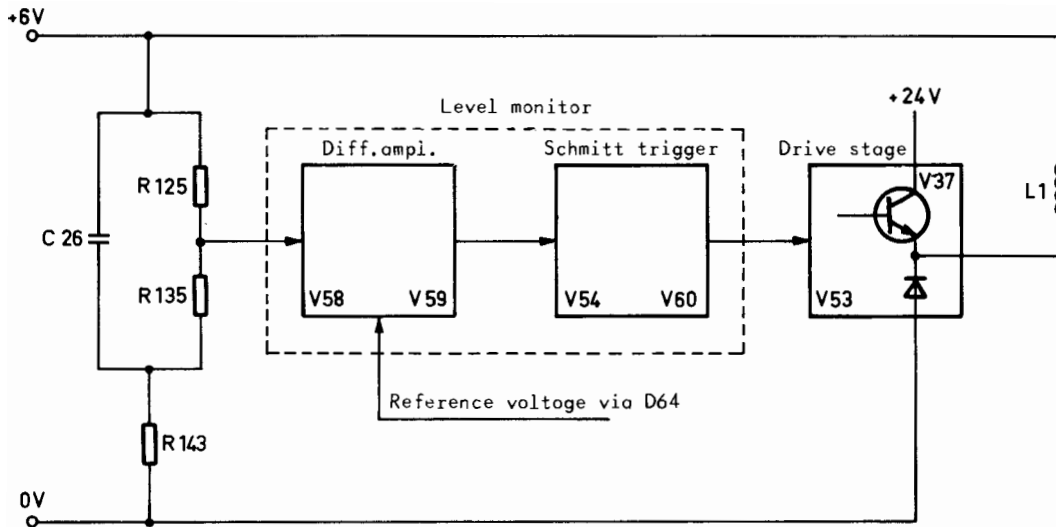 +6V
Level monitor
+24V
Diff.ampl.
Schmitt trigger
Drive stage
V37
R125
L1
C 26
R135
V58
V59
V54
V60
V53
Reference voltoge via D64
R143
0V